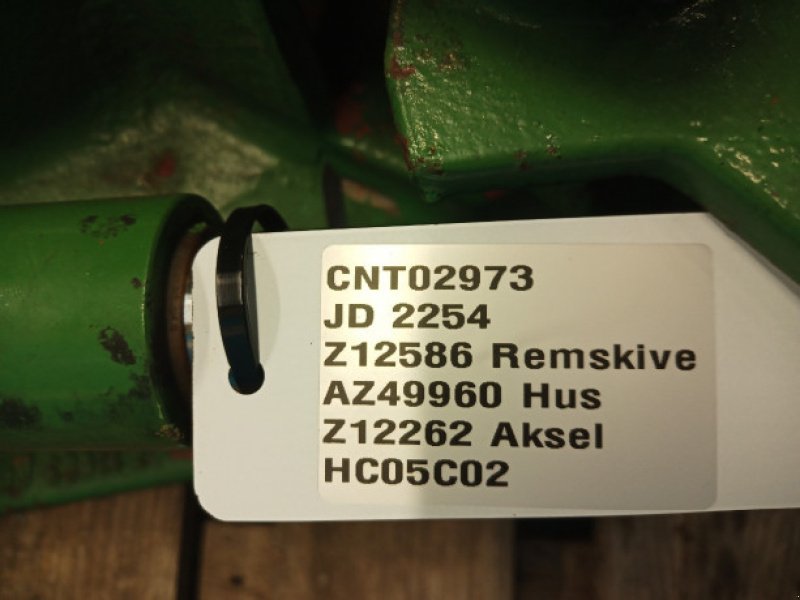 CNT02973
JD 2254
Z12586 Remskive
AZ49960 Hus
Z12262 Aksel
HC05C02